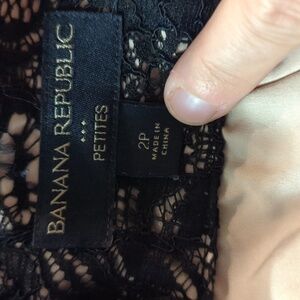 BANANA REPUBLIC
PETITES
2P
MADE IN
CHINA